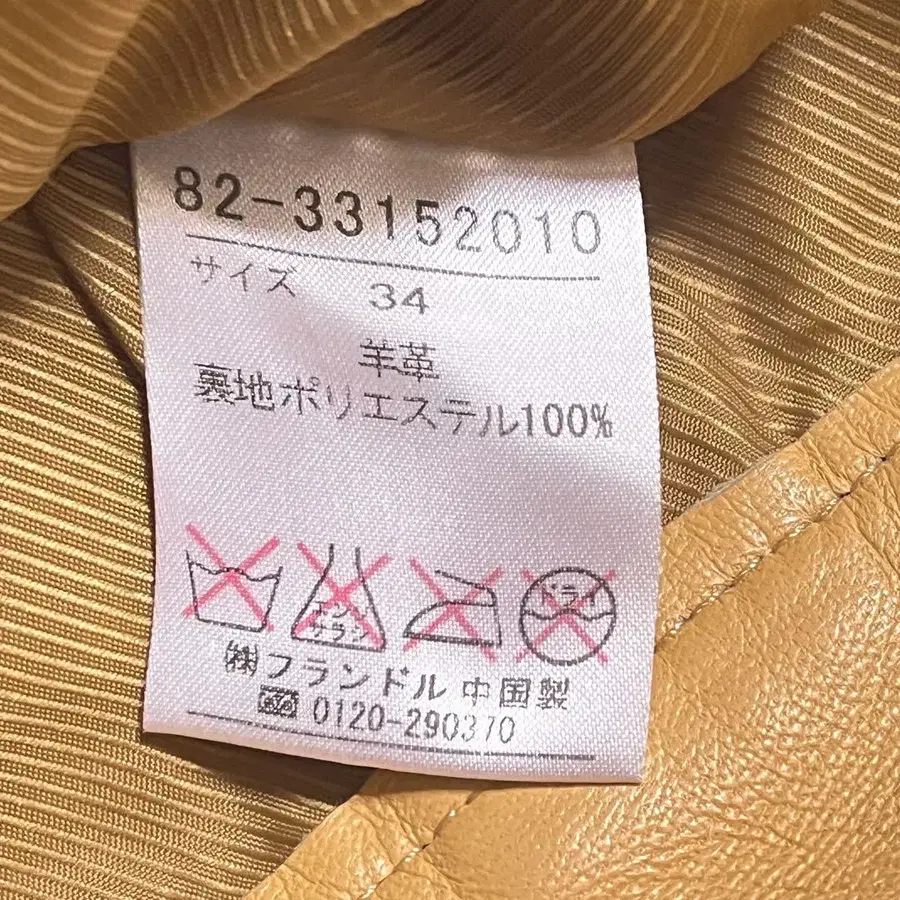 82-33152010
サイズ 34
羊革
裏地ポリエステル100%
エンソ
サラシ
ドライ
㈱フランドル 中国製
0120-290370